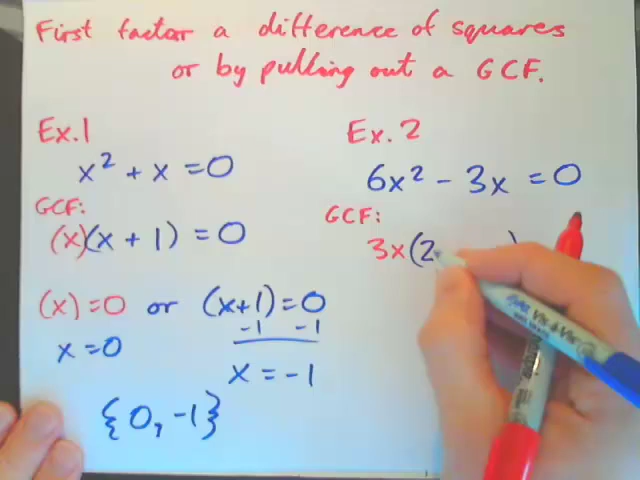 First factor a difference of squares
or by pulling out a GCF.
Ex.1
x² + x = 0
GCF:
(x)(x + 1) = 0
(x) = 0 or (x+1) = 0
-1 -1
x = 0
x = -1
{0, -1}
Ex. 2
6x² - 3x = 0
GCF:
3x(2 )